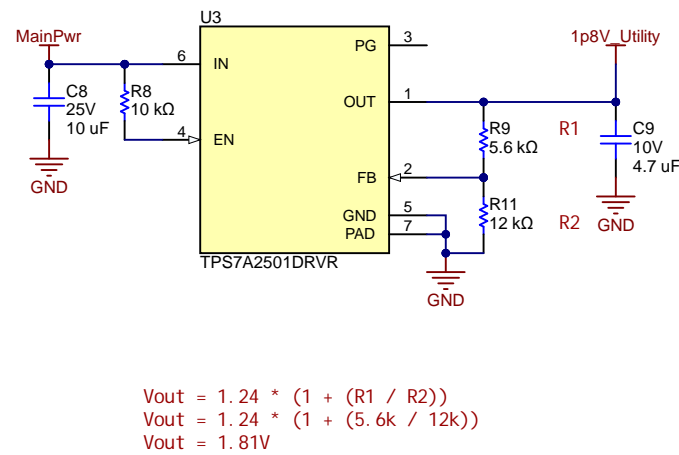 U3
MainPwr
1p8V_Utility
PG 3
6 IN
C8
25V
10 uF
R8
10 kΩ
OUT 1
4 EN
R9
5.6 kΩ
R1
C9
10V
4.7 uF
FB 2
GND
GND 5
PAD 7
R11
12 kΩ
R2
GND
TPS7A2501DRVR
GND
Vout = 1.24 * (1 + (R1 / R2))
Vout = 1.24 * (1 + (5.6k / 12k))
Vout = 1.81V